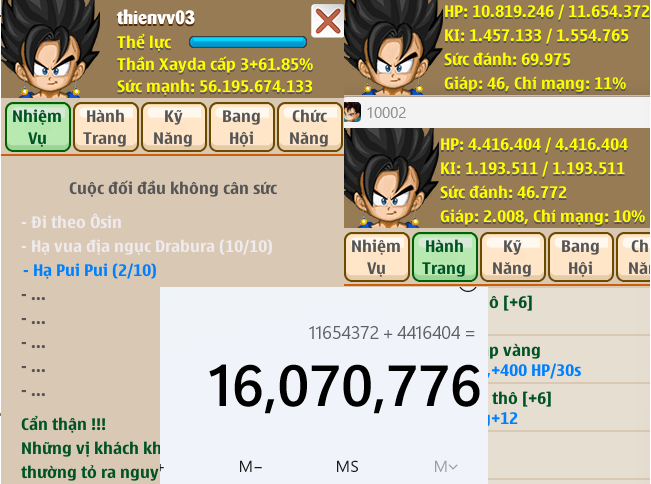 thienvv03
Thể lực
Thần Xayda cấp 3+61.85%
Sức mạnh: 56.195.674.133
Nhiệm Vụ
Hành Trang
Kỹ Năng
Bang Hội
Chức Năng
Cuộc đối đầu không cân sức
- Đi theo Ôsin
- Hạ vua địa ngục Drabura (10/10)
- Hạ Pui Pui (2/10)
- ...
- ...
- ...
- ...
- ...
Cẩn thận !!!
Những vị khách kh
thường tỏ ra nguy
HP: 10.819.246 / 11.654.372
KI: 1.457.133 / 1.554.765
Sức đánh: 69.975
Giáp: 46, Chí mạng: 11%
10002
HP: 4.416.404 / 4.416.404
KI: 1.193.511 / 1.193.511
Sức đánh: 46.772
Giáp: 2.008, Chí mạng: 10%
Nhiệm Vụ
Hành Trang
Kỹ Năng
Bang Hội
Ch
Nă
ô [+6]
p vàng
,+400 HP/30s
thô [+6]
g+12
11654372 + 4416404 =
16,070,776
M−
MS
M